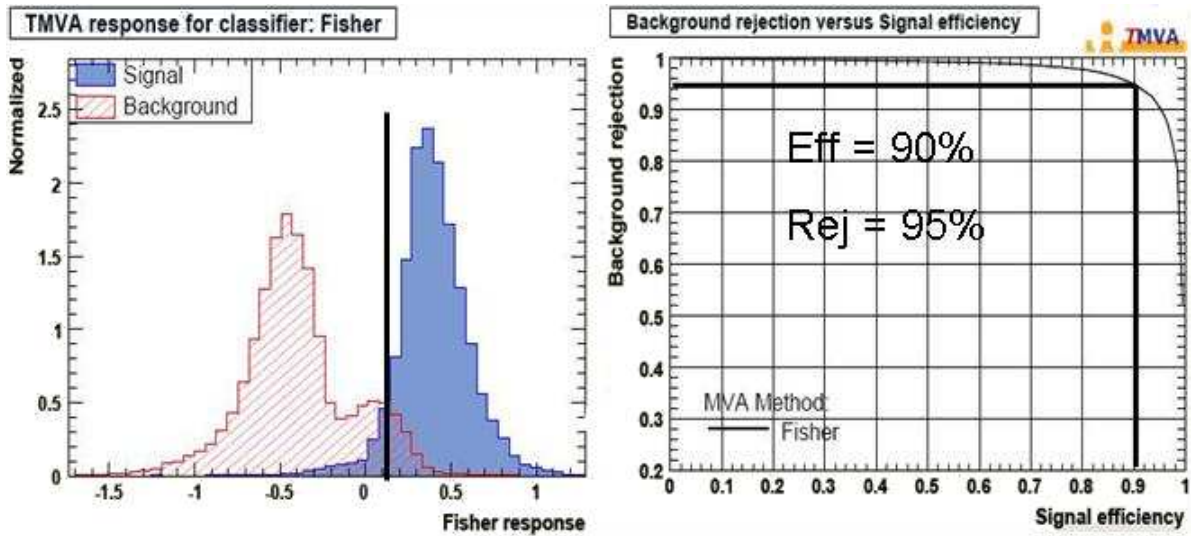 TMVA response for classifier: Fisher
Normalized
Signal
Background
2.5
2
1.5
1
0.5
0
-1.5
-1
-0.5
0
0.5
1
Fisher response
Background rejection versus Signal efficiency
TMVA
Background rejection
1
0.9
0.8
0.7
0.6
0.5
0.4
0.3
0.2
Eff = 90%
Rej = 95%
MVA Method:
Fisher
0
0.1
0.2
0.3
0.4
0.5
0.6
0.7
0.8
0.9
1
Signal efficiency